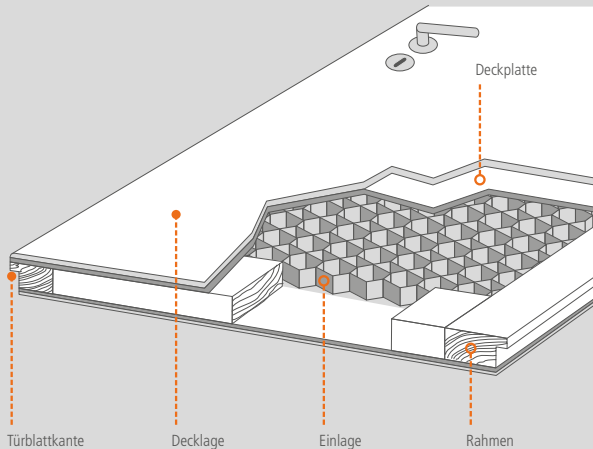 Deckplatte
Türblattkante
Decklage
Einlage
Rahmen